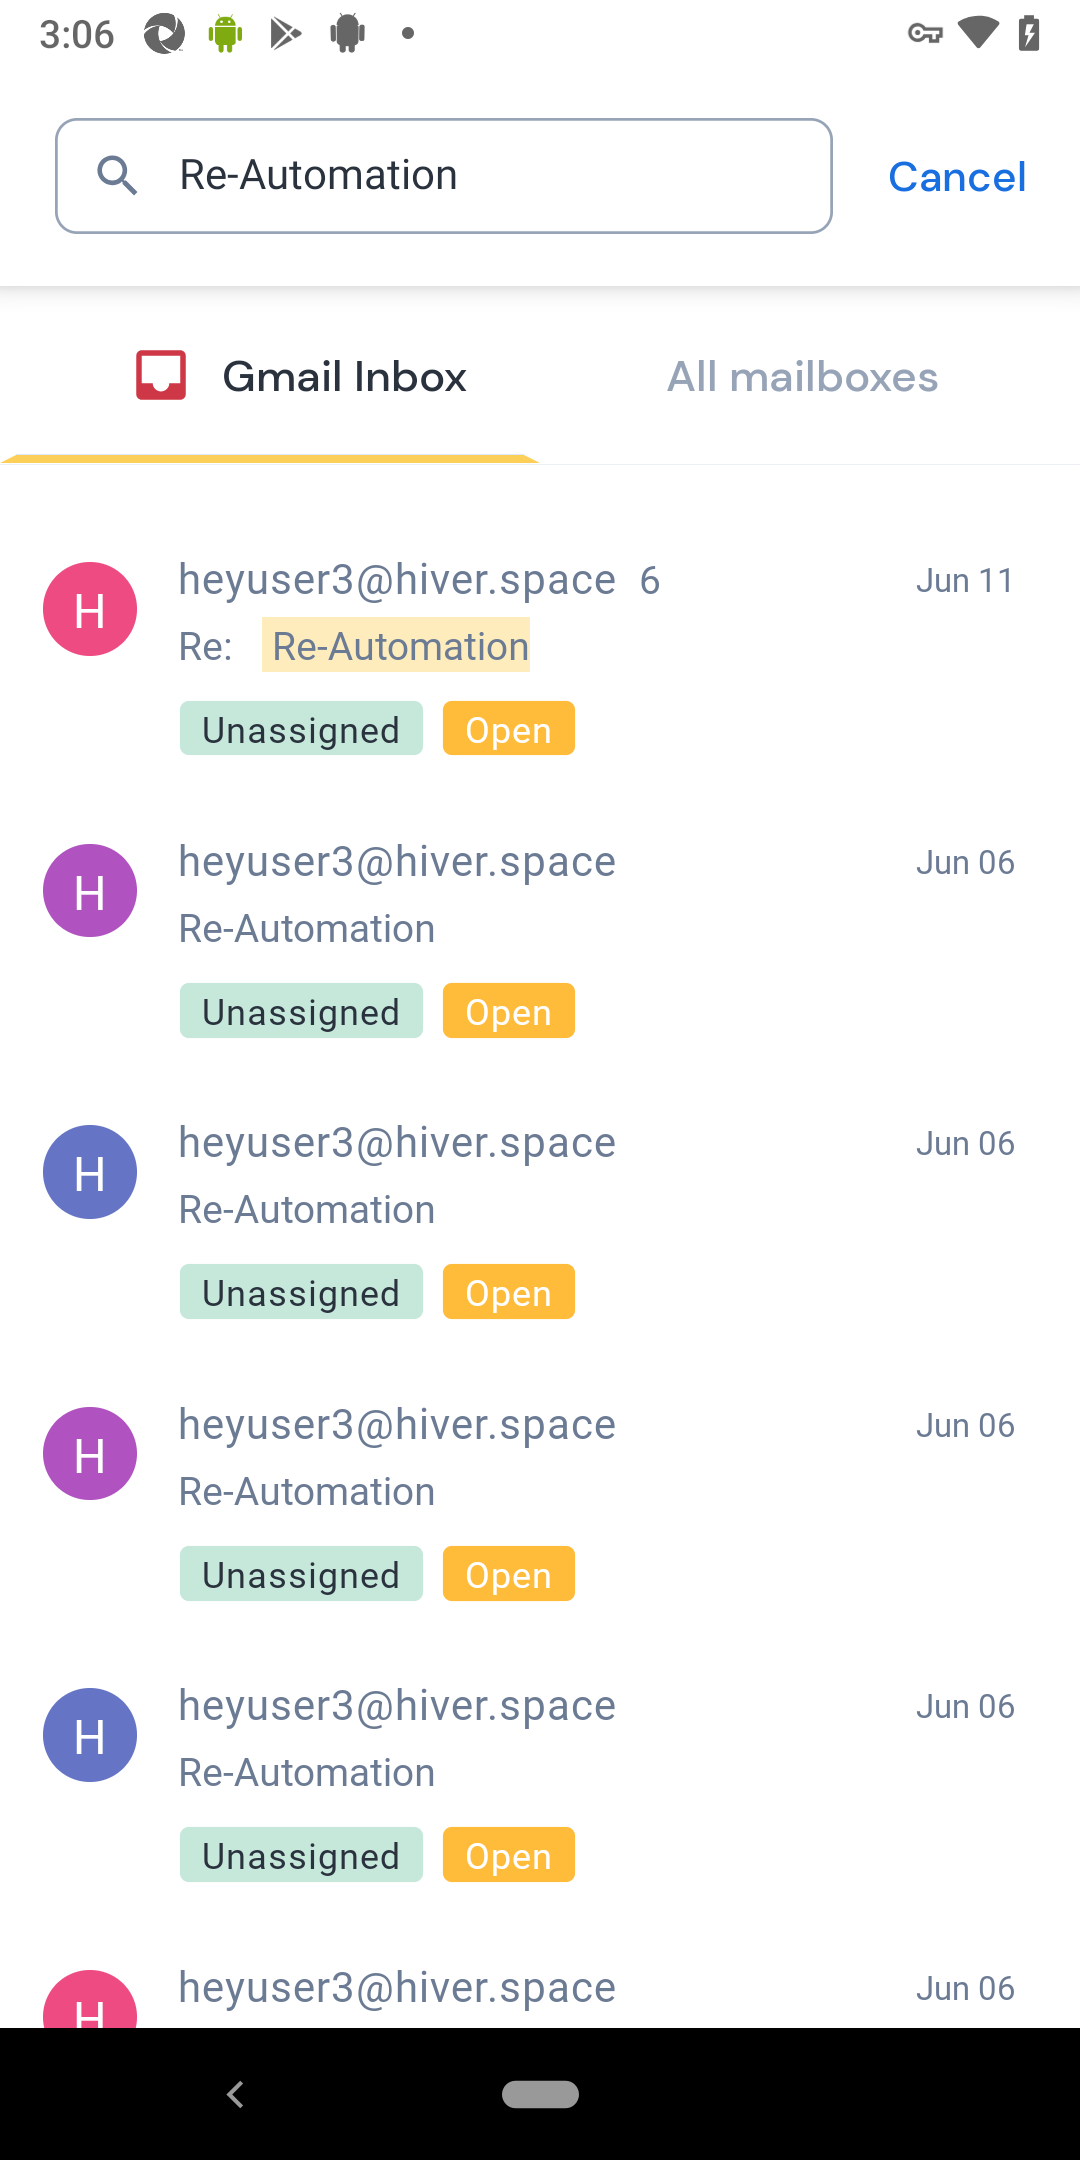 3:06
Re-Automation
Cancel
Gmail Inbox
All mailboxes
H
heyuser3@hiver.space 6
Jun 11
Re: Re-Automation
Unassigned
Open
H
heyuser3@hiver.space
Jun 06
Re-Automation
Unassigned
Open
H
heyuser3@hiver.space
Jun 06
Re-Automation
Unassigned
Open
H
heyuser3@hiver.space
Jun 06
Re-Automation
Unassigned
Open
H
heyuser3@hiver.space
Jun 06
Re-Automation
Unassigned
Open
H
heyuser3@hiver.space
Jun 06